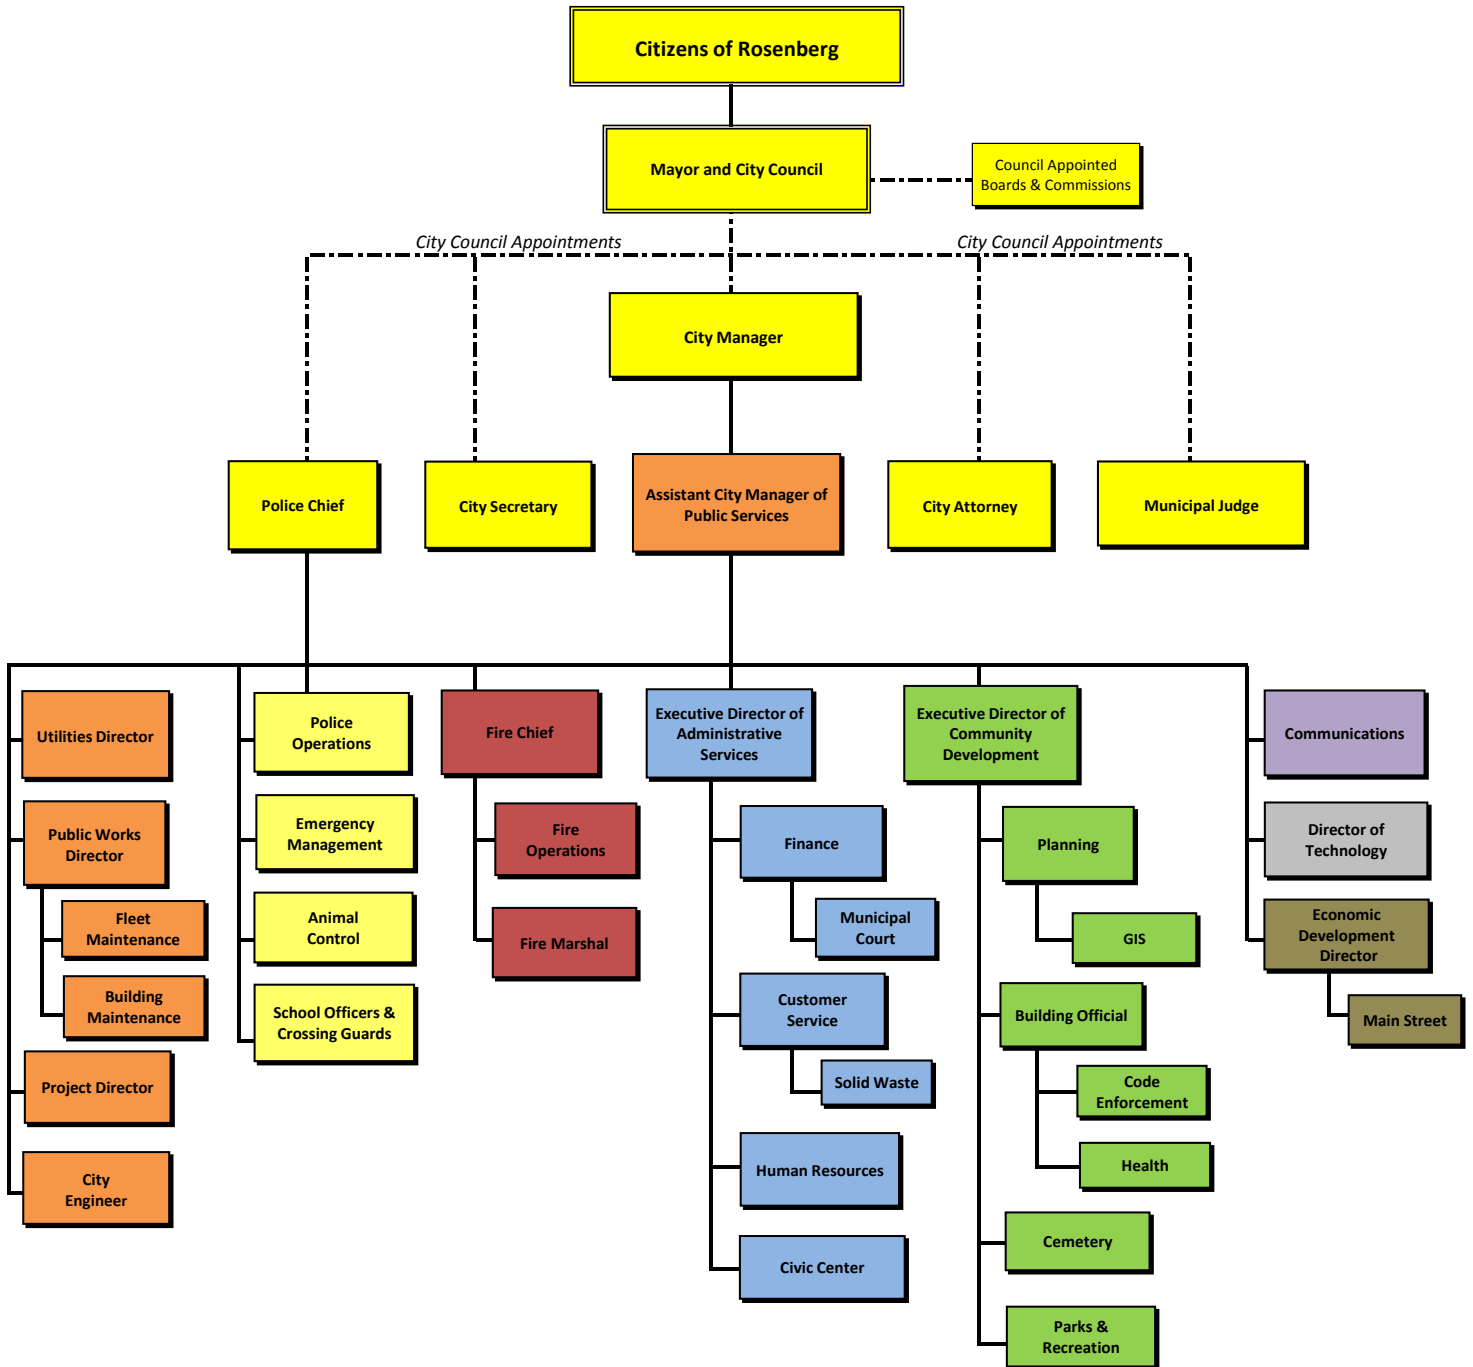 Citizens of Rosenberg
Mayor and City Council
Council Appointed
Boards & Commissions
City Council Appointments
City Council Appointments
City Manager
Police Chief
City Secretary
Assistant City Manager of
Public Services
City Attorney
Municipal Judge
Utilities Director
Public Works
Director
Fleet
Maintenance
Building
Maintenance
Project Director
City
Engineer
Police
Operations
Emergency
Management
Animal
Control
School Officers &
Crossing Guards
Fire Chief
Fire
Operations
Fire Marshal
Executive Director of
Administrative
Services
Finance
Municipal
Court
Customer
Service
Solid Waste
Human Resources
Civic Center
Executive Director of
Community
Development
Planning
GIS
Building Official
Code
Enforcement
Health
Cemetery
Parks &
Recreation
Communications
Director of
Technology
Economic
Development
Director
Main Street